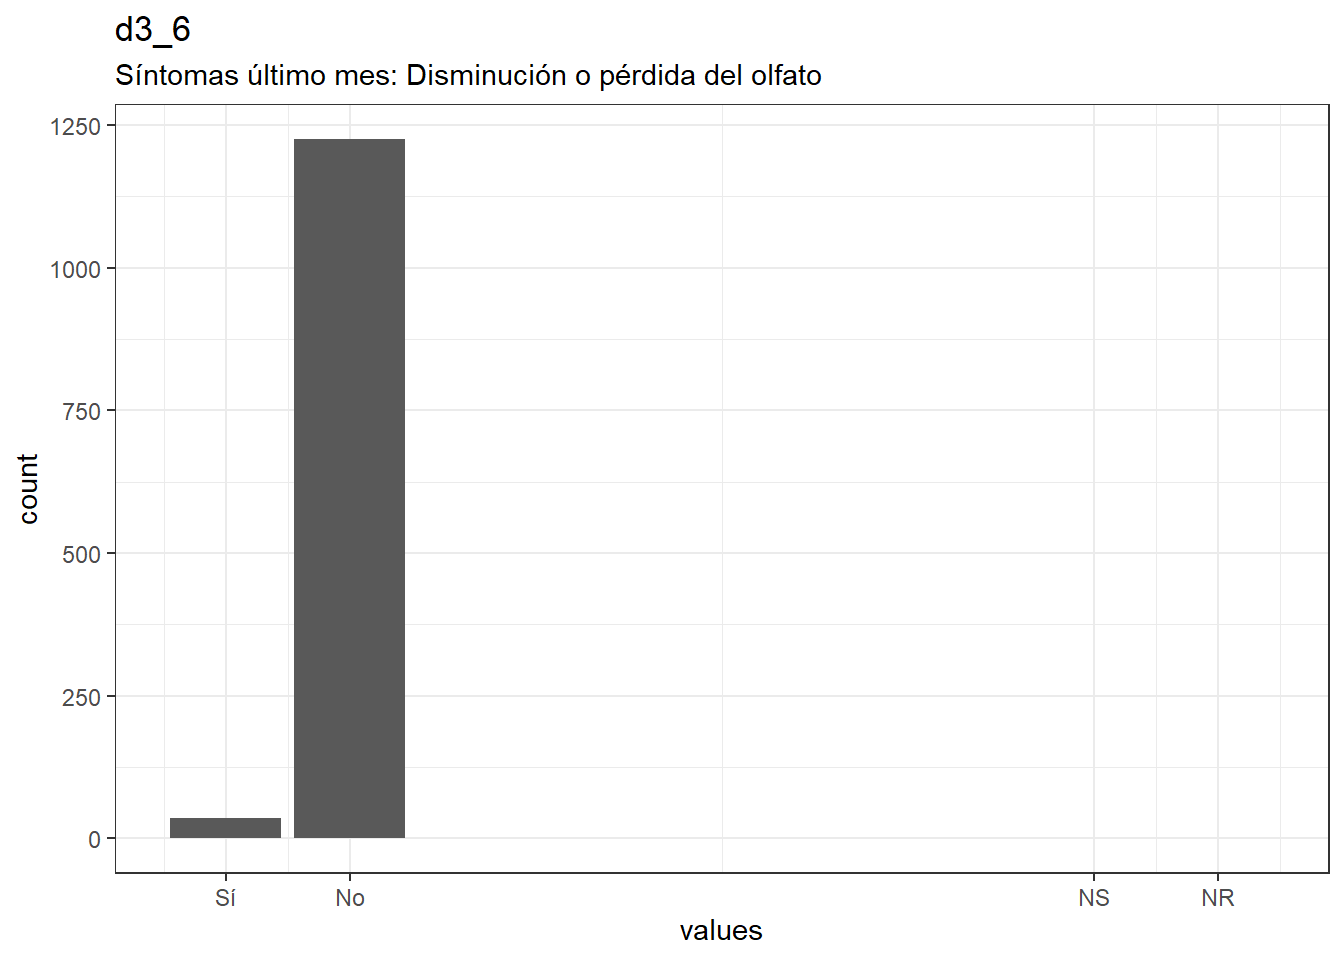 d3_6
Síntomas último mes: Disminución o pérdida del olfato
1250
1000
750
500
250
0
count
Sí No NS NR
values